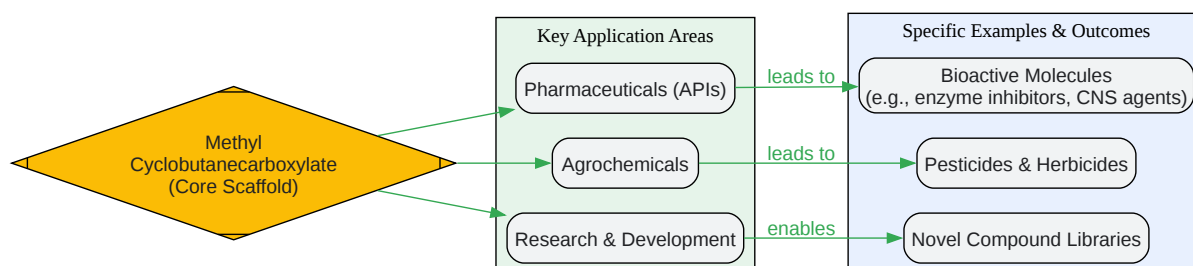 Key Application Areas
Specific Examples & Outcomes
Methyl
Cyclobutanecarboxylate
(Core Scaffold)
Pharmaceuticals (APIs)
leads to
Bioactive Molecules
(e.g., enzyme inhibitors, CNS agents)
Agrochemicals
leads to
Pesticides & Herbicides
Research & Development
enables
Novel Compound Libraries